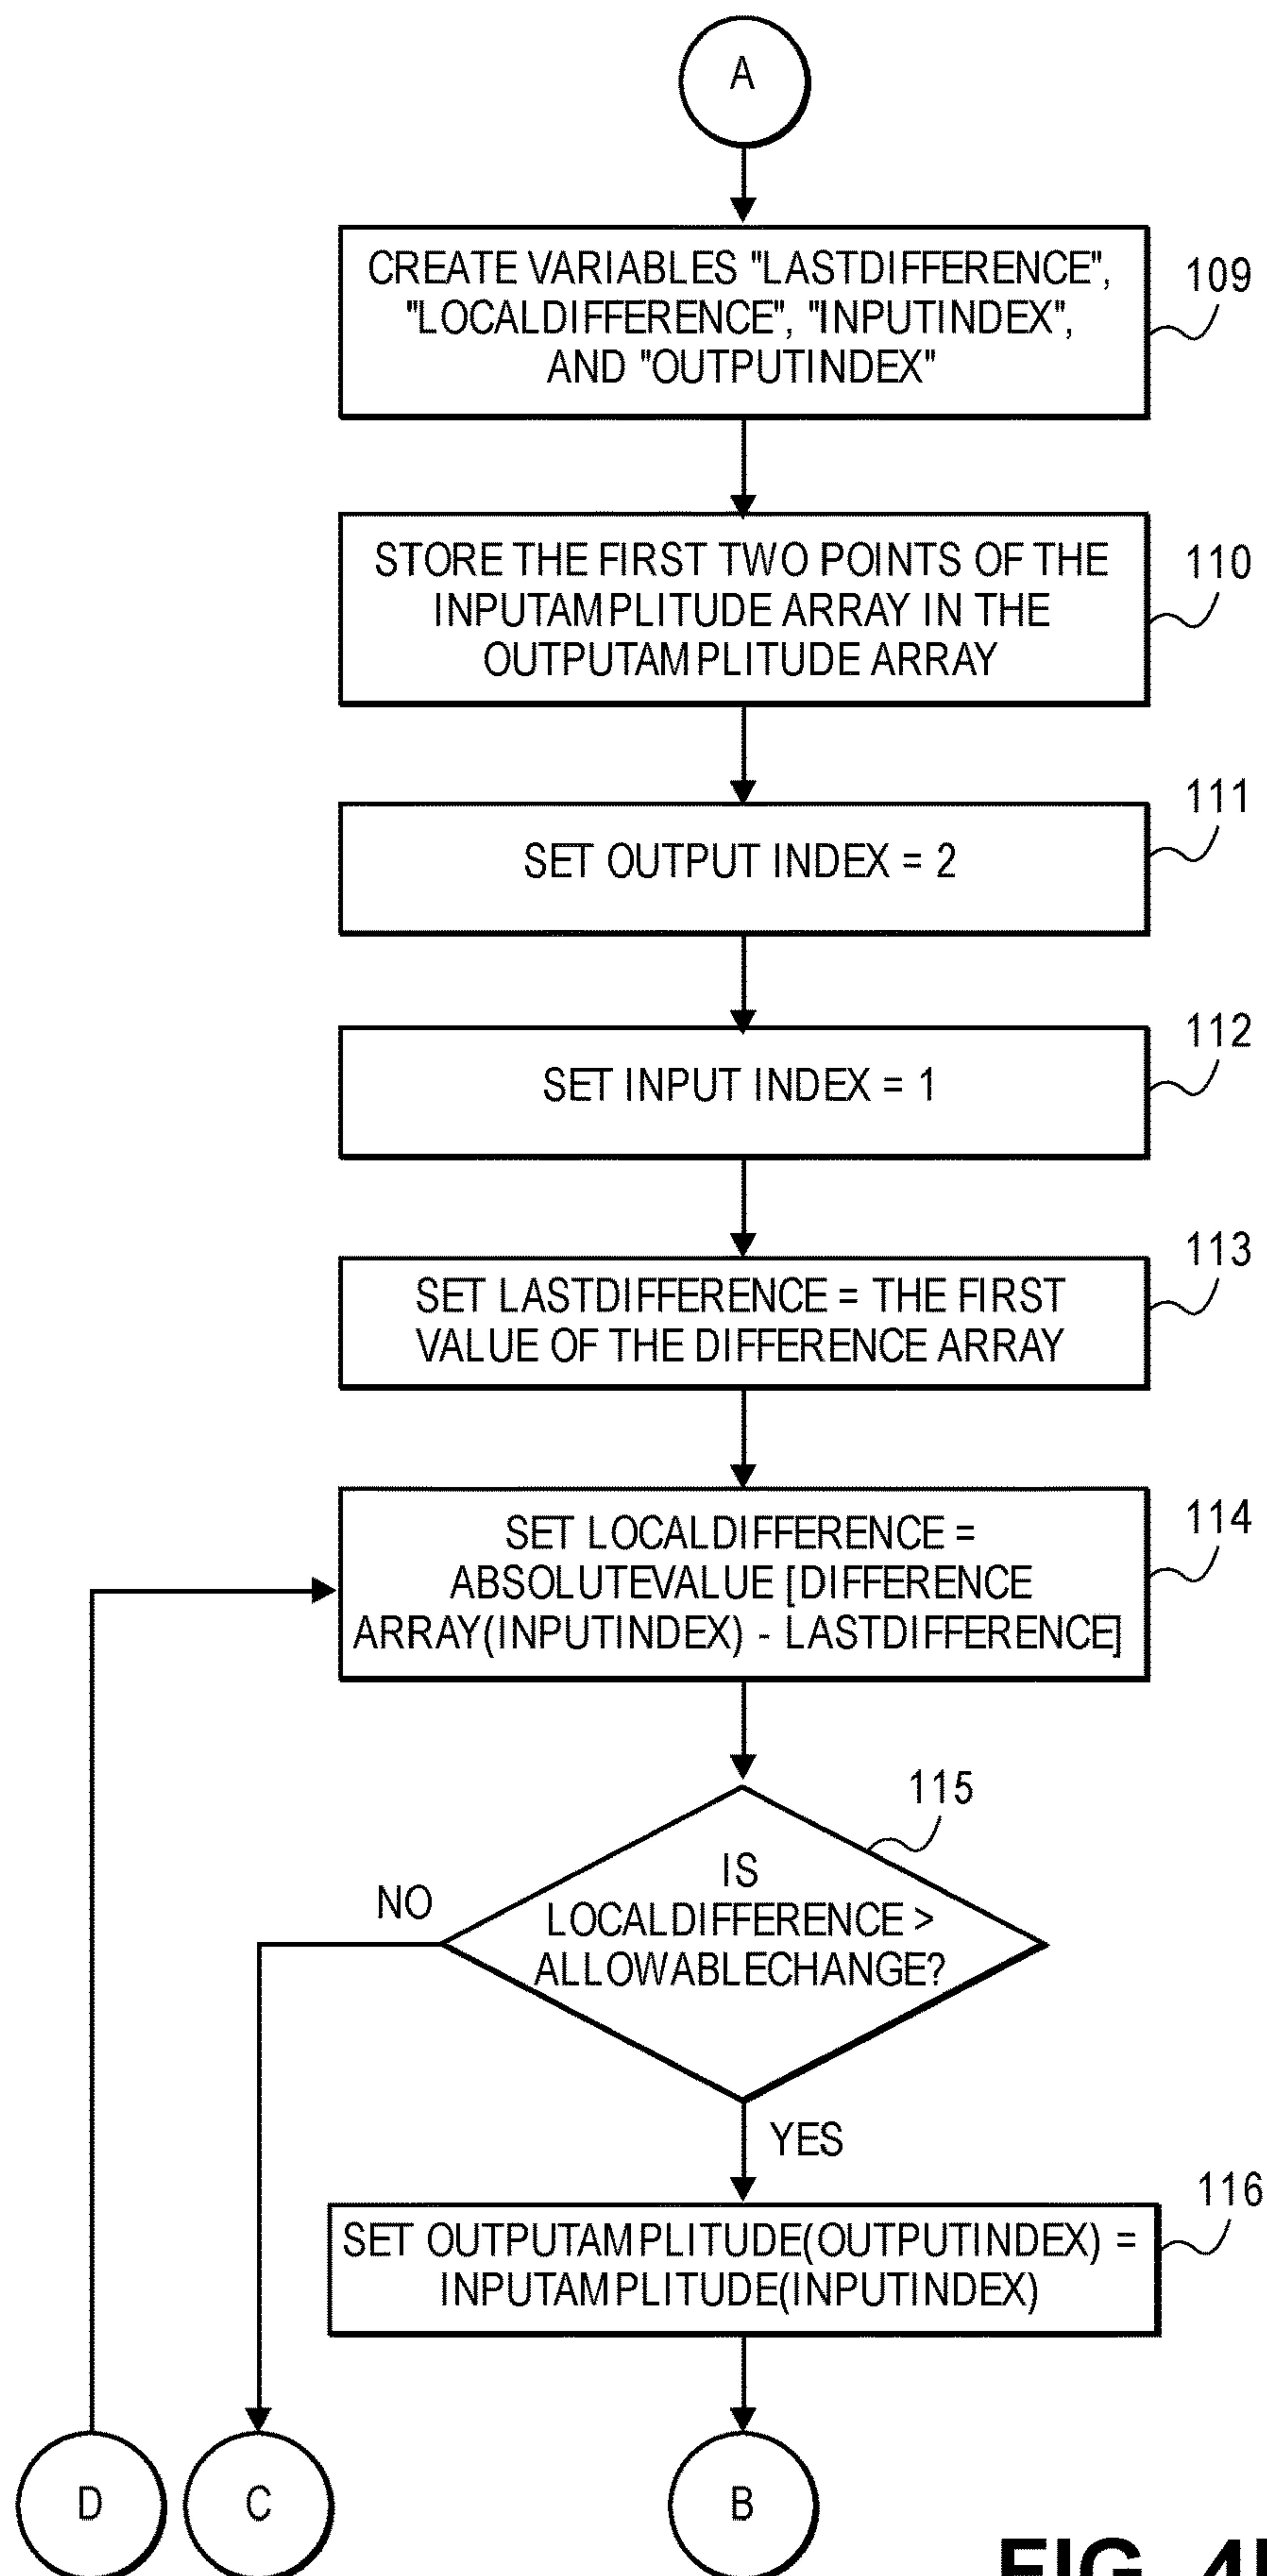 A
CREATE VARIABLES "LASTDIFFERENCE",
"LOCALDIFFERENCE", "INPUTINDEX",
AND "OUTPUTINDEX"
109
STORE THE FIRST TWO POINTS OF THE
INPUTAMPLITUDE ARRAY IN THE
OUTPUTAMPLITUDE ARRAY
110
SET OUTPUT INDEX = 2
111
SET INPUT INDEX = 1
112
SET LASTDIFFERENCE = THE FIRST
VALUE OF THE DIFFERENCE ARRAY
113
SET LOCALDIFFERENCE =
ABSOLUTEVALUE [DIFFERENCE
ARRAY(INPUTINDEX) - LASTDIFFERENCE]
114
IS
LOCALDIFFERENCE >
ALLOWABLECHANGE?
115
NO
YES
SET OUTPUTAMPLITUDE(OUTPUTINDEX) =
INPUTAMPLITUDE(INPUTINDEX)
116
D
C
B
FIG.